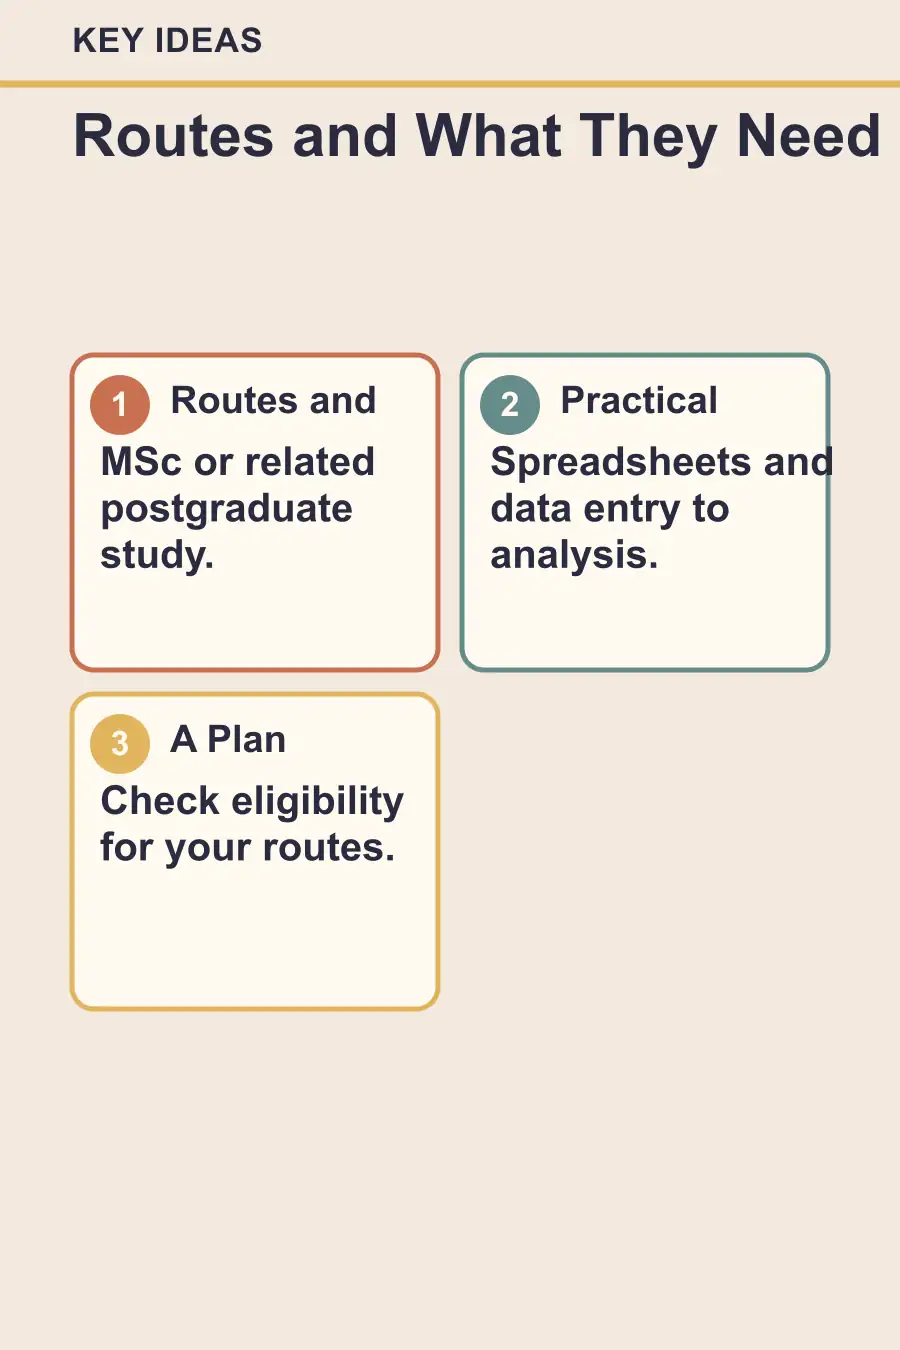 KEY IDEAS
Routes and What They Need
1
Routes and
MSc or related
postgraduate
study.
2
Practical
Spreadsheets and
data entry to
analysis.
3
A Plan
Check eligibility
for your routes.